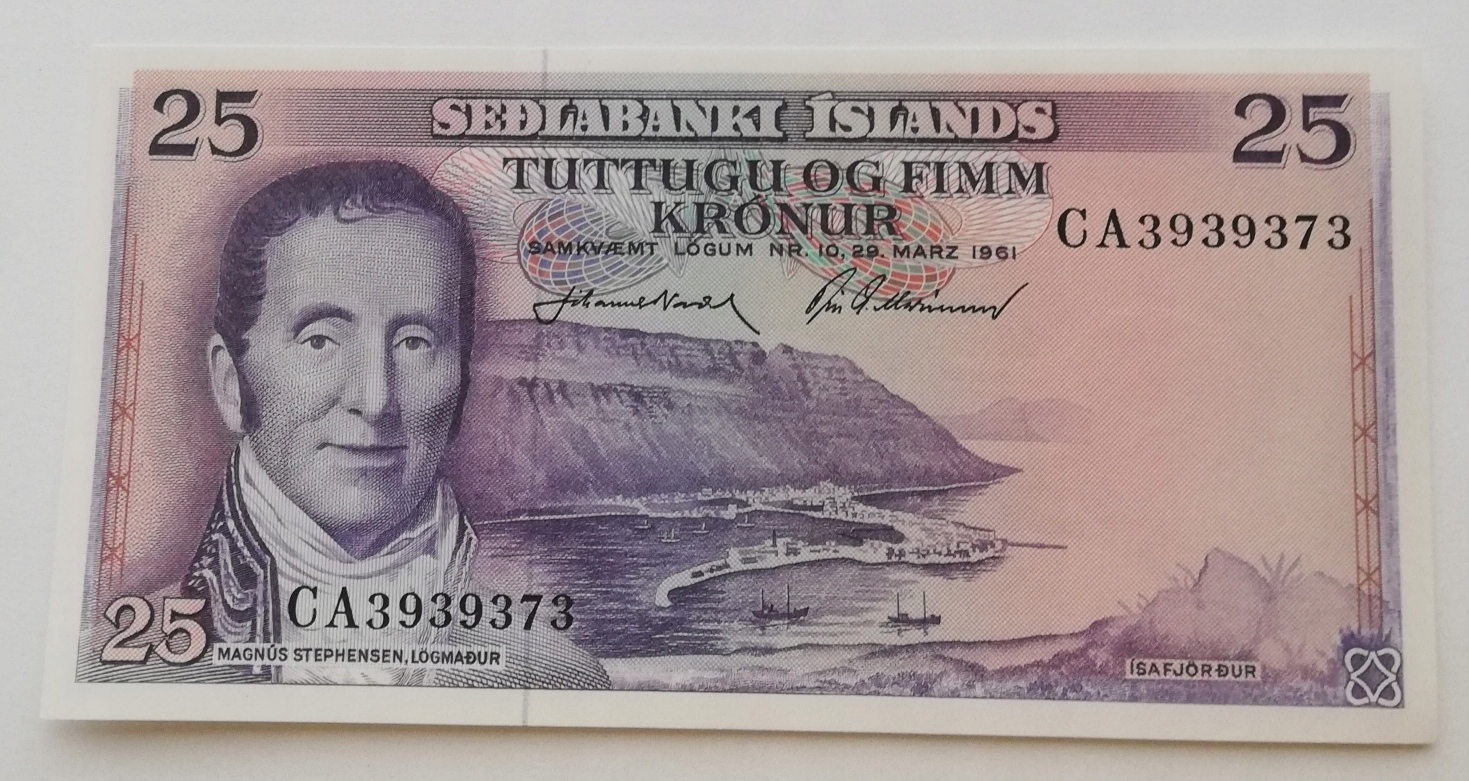 25 SEÐLABANKI ÍSLANDS 25
TUTTUGU OG FIMM
KRÓNUR
CA3939373
SAMKVÆMT LÖGUM NR. 10, 29. MARZ 1961
25
CA3939373
MAGNÚS STEPHENSEN, LÖGMAÐUR
ÍSAFJÖRÐUR